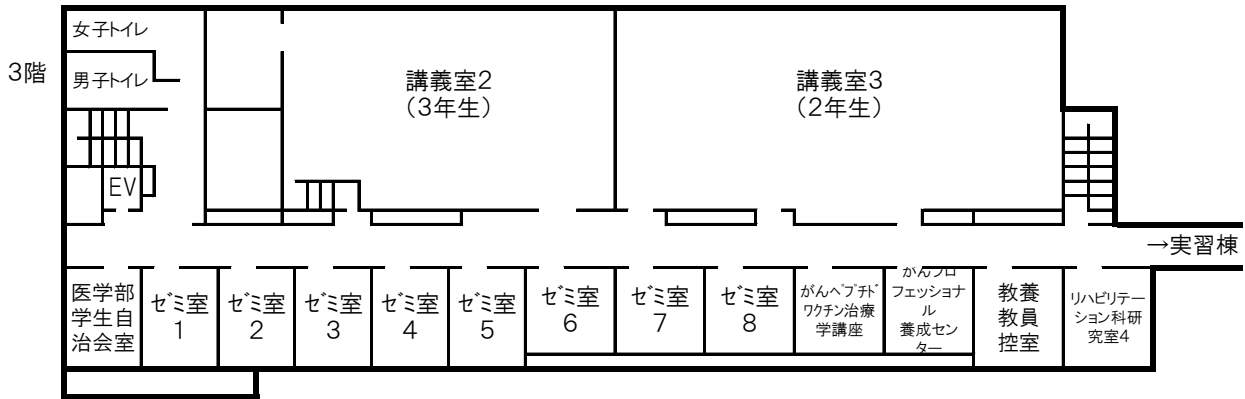 3階
女子トイレ
男子トイレ
EV
講義室2
(3年生)
講義室3
(2年生)
→実習棟
医学部
学生自
治会室
ゼミ室
1
ゼミ室
2
ゼミ室
3
ゼミ室
4
ゼミ室
5
ゼミ室
6
ゼミ室
7
ゼミ室
8
がんペプチド
ワクチン治療
学講座
がんプロ
フェッショナ
ル
養成セン
ター
教養
教員
控室
リハビリテー
ション科研
究室4